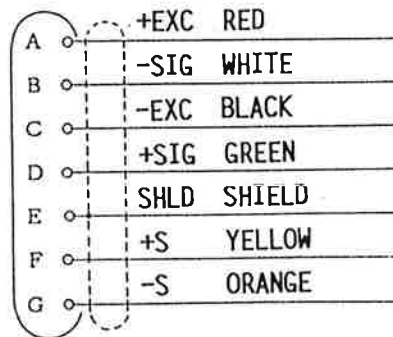 A +EXC RED
B -SIG WHITE
C -EXC BLACK
D +SIG GREEN
E SHLD SHIELD
F +S YELLOW
G -S ORANGE